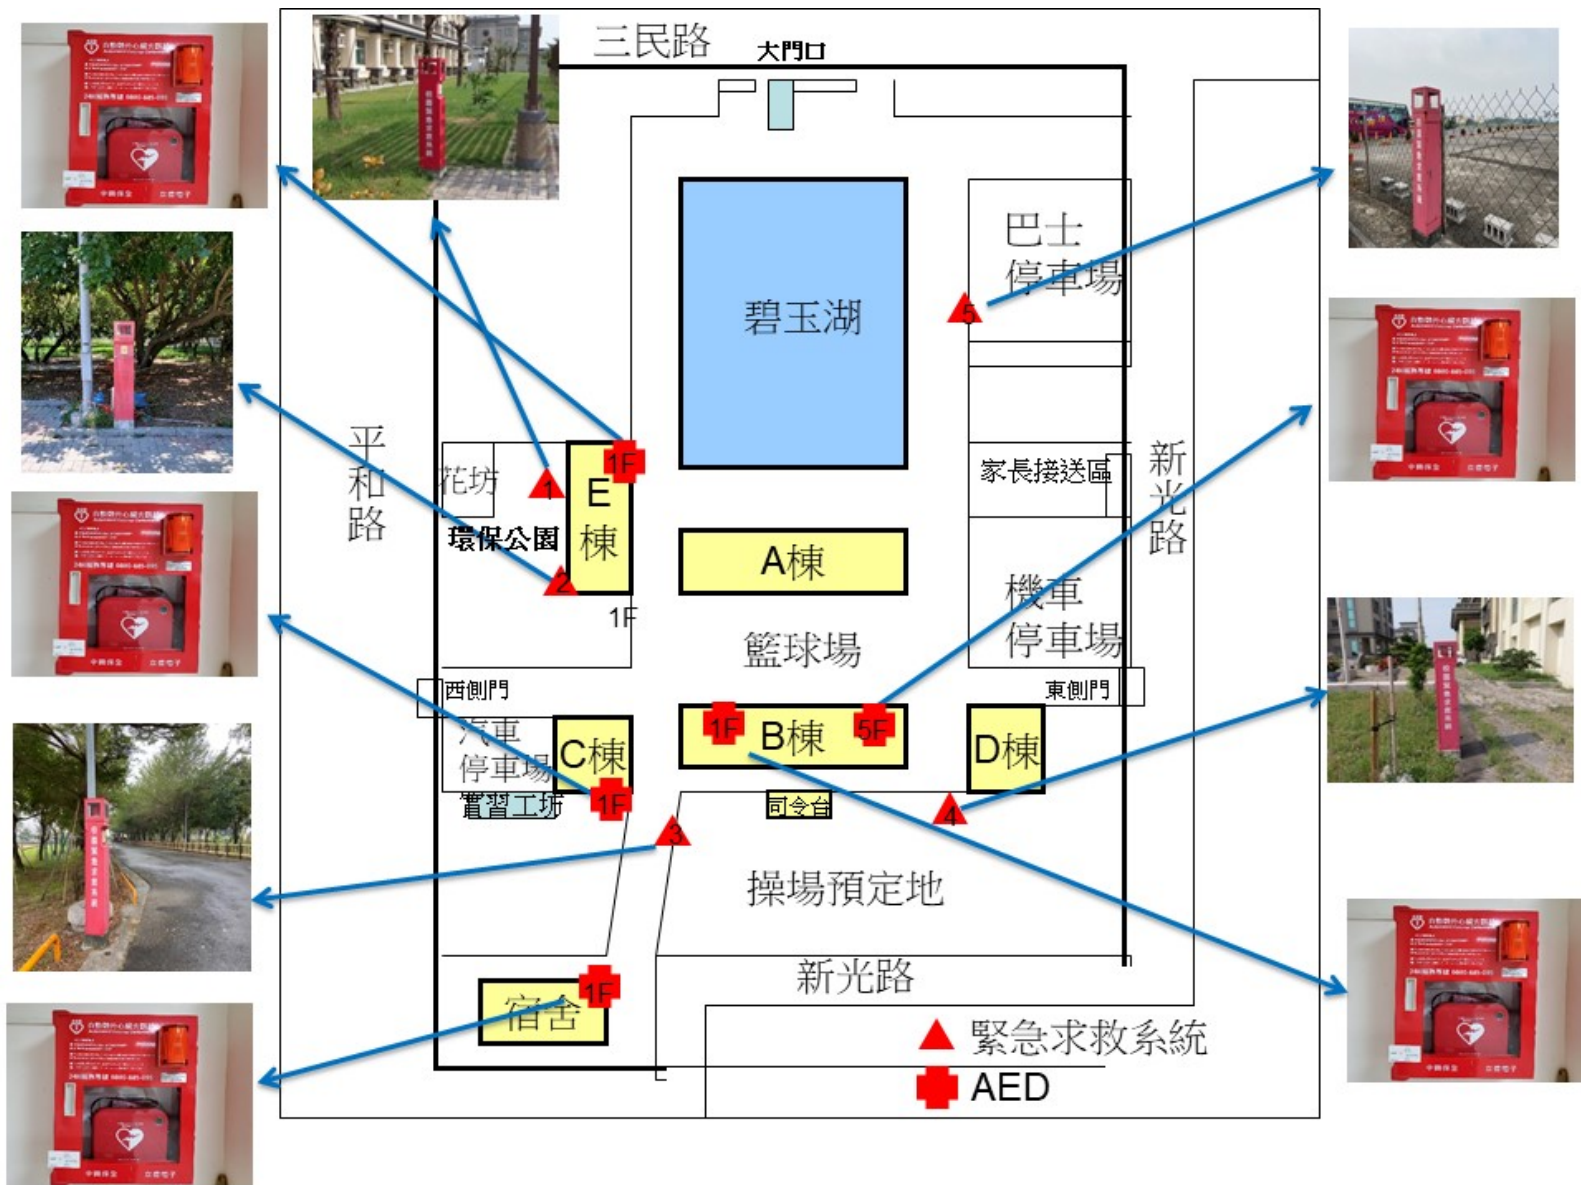 三民路
大門口
巴士
停車場
碧玉湖
5
平和路
花坊
1
1F
E
棟
家長接送區
新光路
環保公園
2
A棟
機車
停車場
1F
籃球場
西側門
東側門
汽車
停車場
C棟
1F
B棟
5F
D棟
實習工坊
1F
司令台
3
4
操場預定地
新光路
1F
宿舍
緊急求救系統
AED